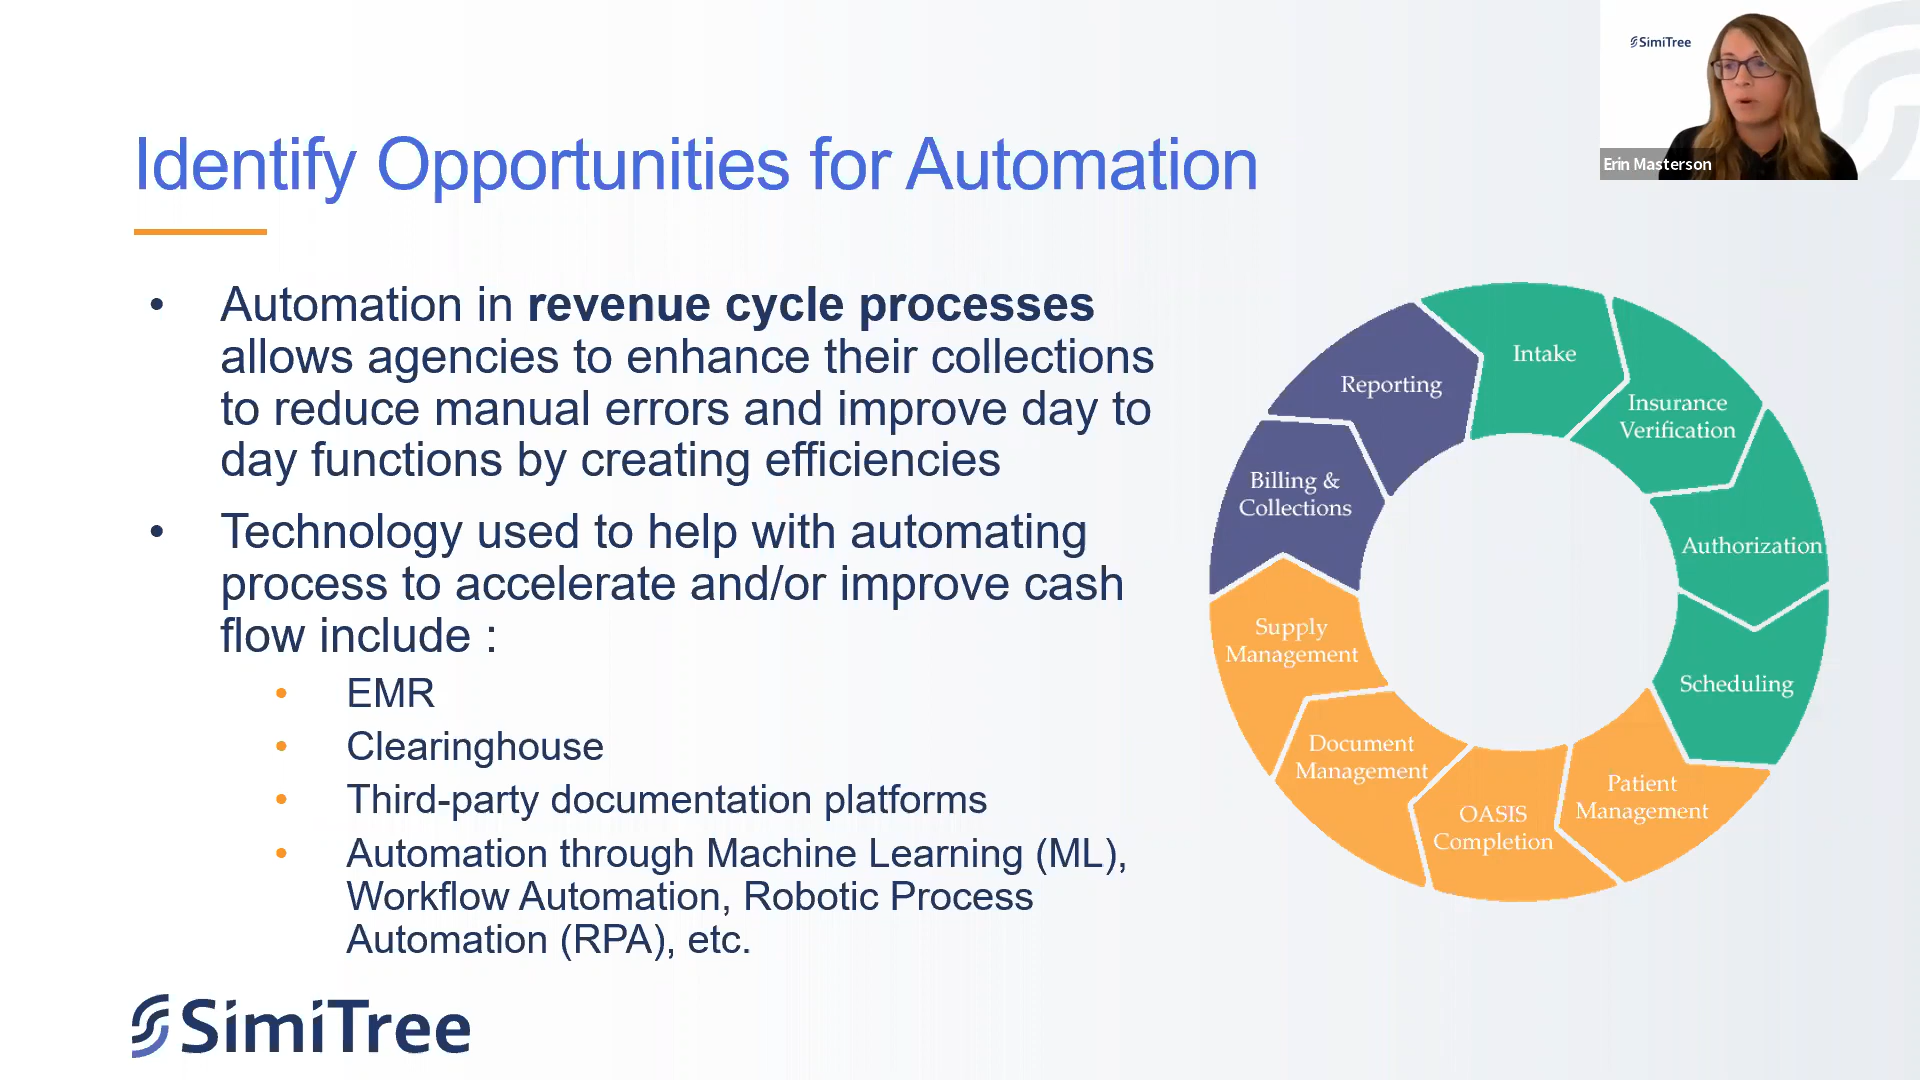 SimiTree
Erin Masterson
Identify Opportunities for Automation
• Automation in revenue cycle processes
allows agencies to enhance their collections
to reduce manual errors and improve day to
day functions by creating efficiencies
• Technology used to help with automating
process to accelerate and/or improve cash
flow include :
• EMR
• Clearinghouse
• Third-party documentation platforms
• Automation through Machine Learning (ML),
Workflow Automation, Robotic Process
Automation (RPA), etc.
Intake
Insurance
Verification
Authorization
Scheduling
Patient
Management
OASIS
Completion
Document
Management
Supply
Management
Billing &
Collections
Reporting
SimiTree